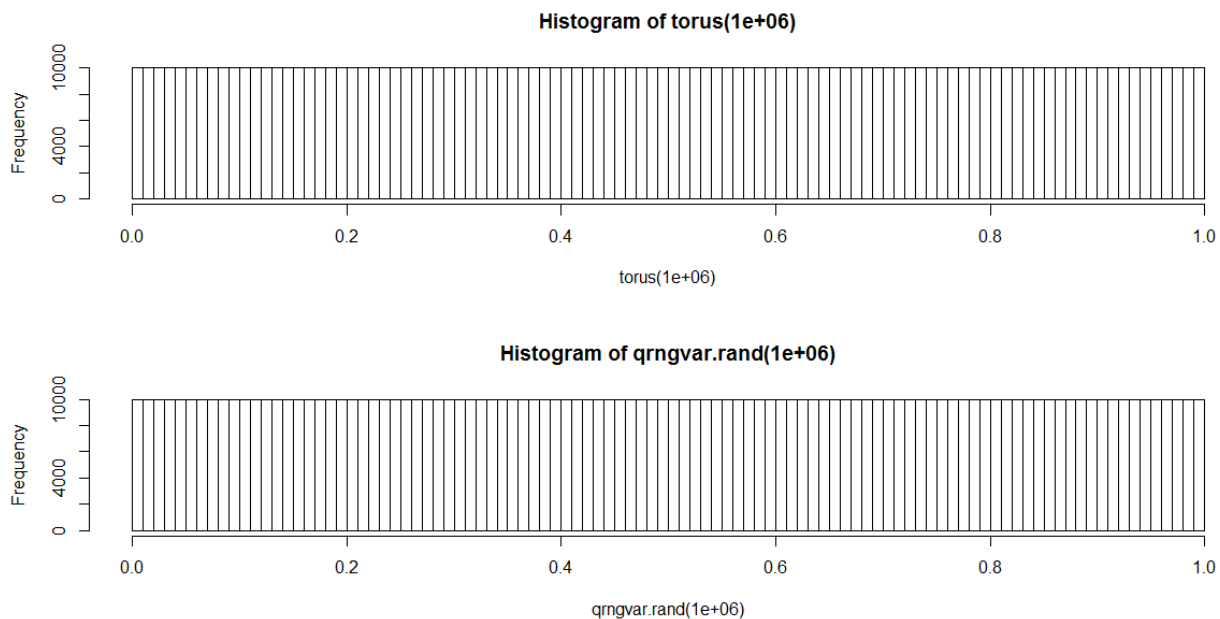 Histogram of torus(1e+06)
Frequency
10000
4000
0
0.0 0.2 0.4 0.6 0.8 1.0
torus(1e+06)
Histogram of qrngvar.rand(1e+06)
Frequency
10000
4000
0
0.0 0.2 0.4 0.6 0.8 1.0
qrngvar.rand(1e+06)